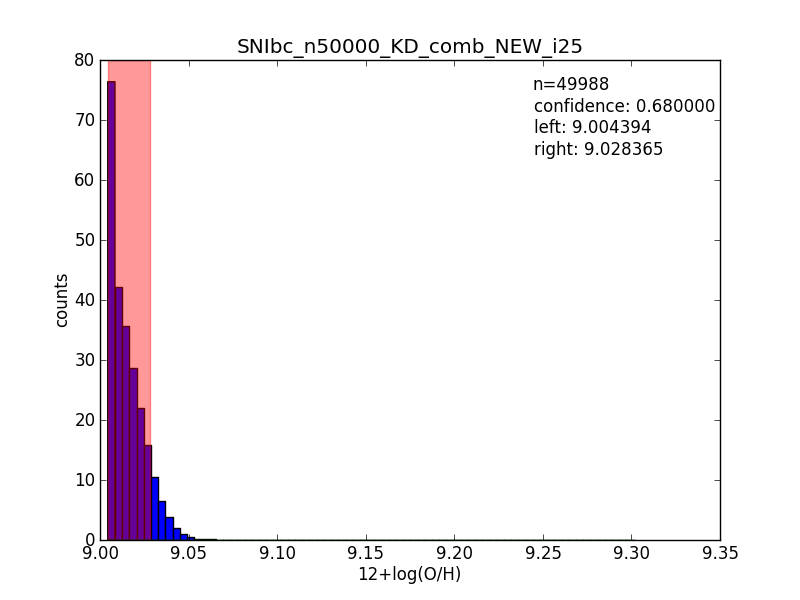 SNIbc_n50000_KD_comb_NEW_i25
80
70
60
50
40
30
20
10
0
counts
n=49988
confidence: 0.680000
left: 9.004394
right: 9.028365
9.00 9.05 9.10 9.15 9.20 9.25 9.30 9.35
12+log(O/H)